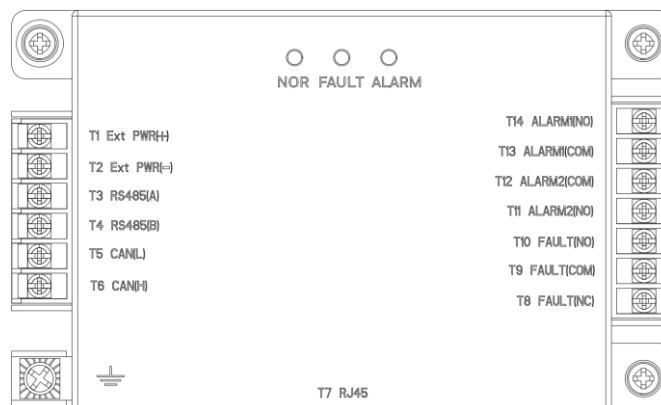 NOR FAULT ALARM
T1 Ext PWR(+)
T2 Ext PWR(-)
T3 RS485(A)
T4 RS485(B)
T5 CAN(L)
T6 CAN(H)
T14 ALARM1(NO)
T13 ALARM1(COM)
T12 ALARM2(COM)
T11 ALARM2(NO)
T10 FAULT(NO)
T9 FAULT(COM)
T8 FAULT(NC)
T7 RJ45